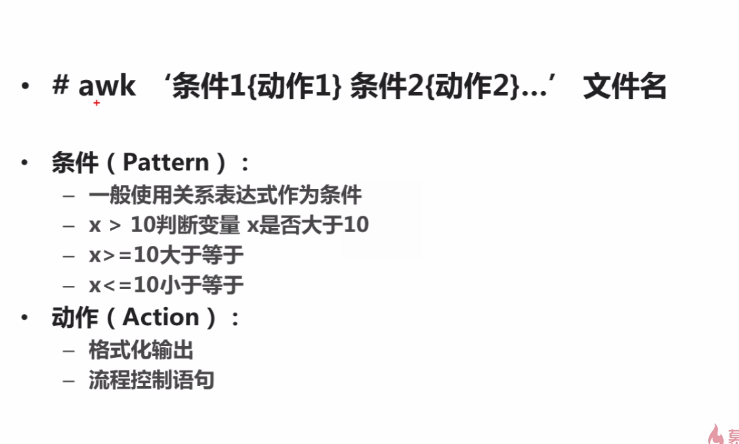 # awk ‘条件1{动作1} 条件2{动作2}…’ 文件名
条件（Pattern）：
– 一般使用关系表达式作为条件
– x > 10判断变量 x是否大于10
– x>=10大于等于
– x<=10小于等于
动作（Action）：
– 格式化输出
– 流程控制语句